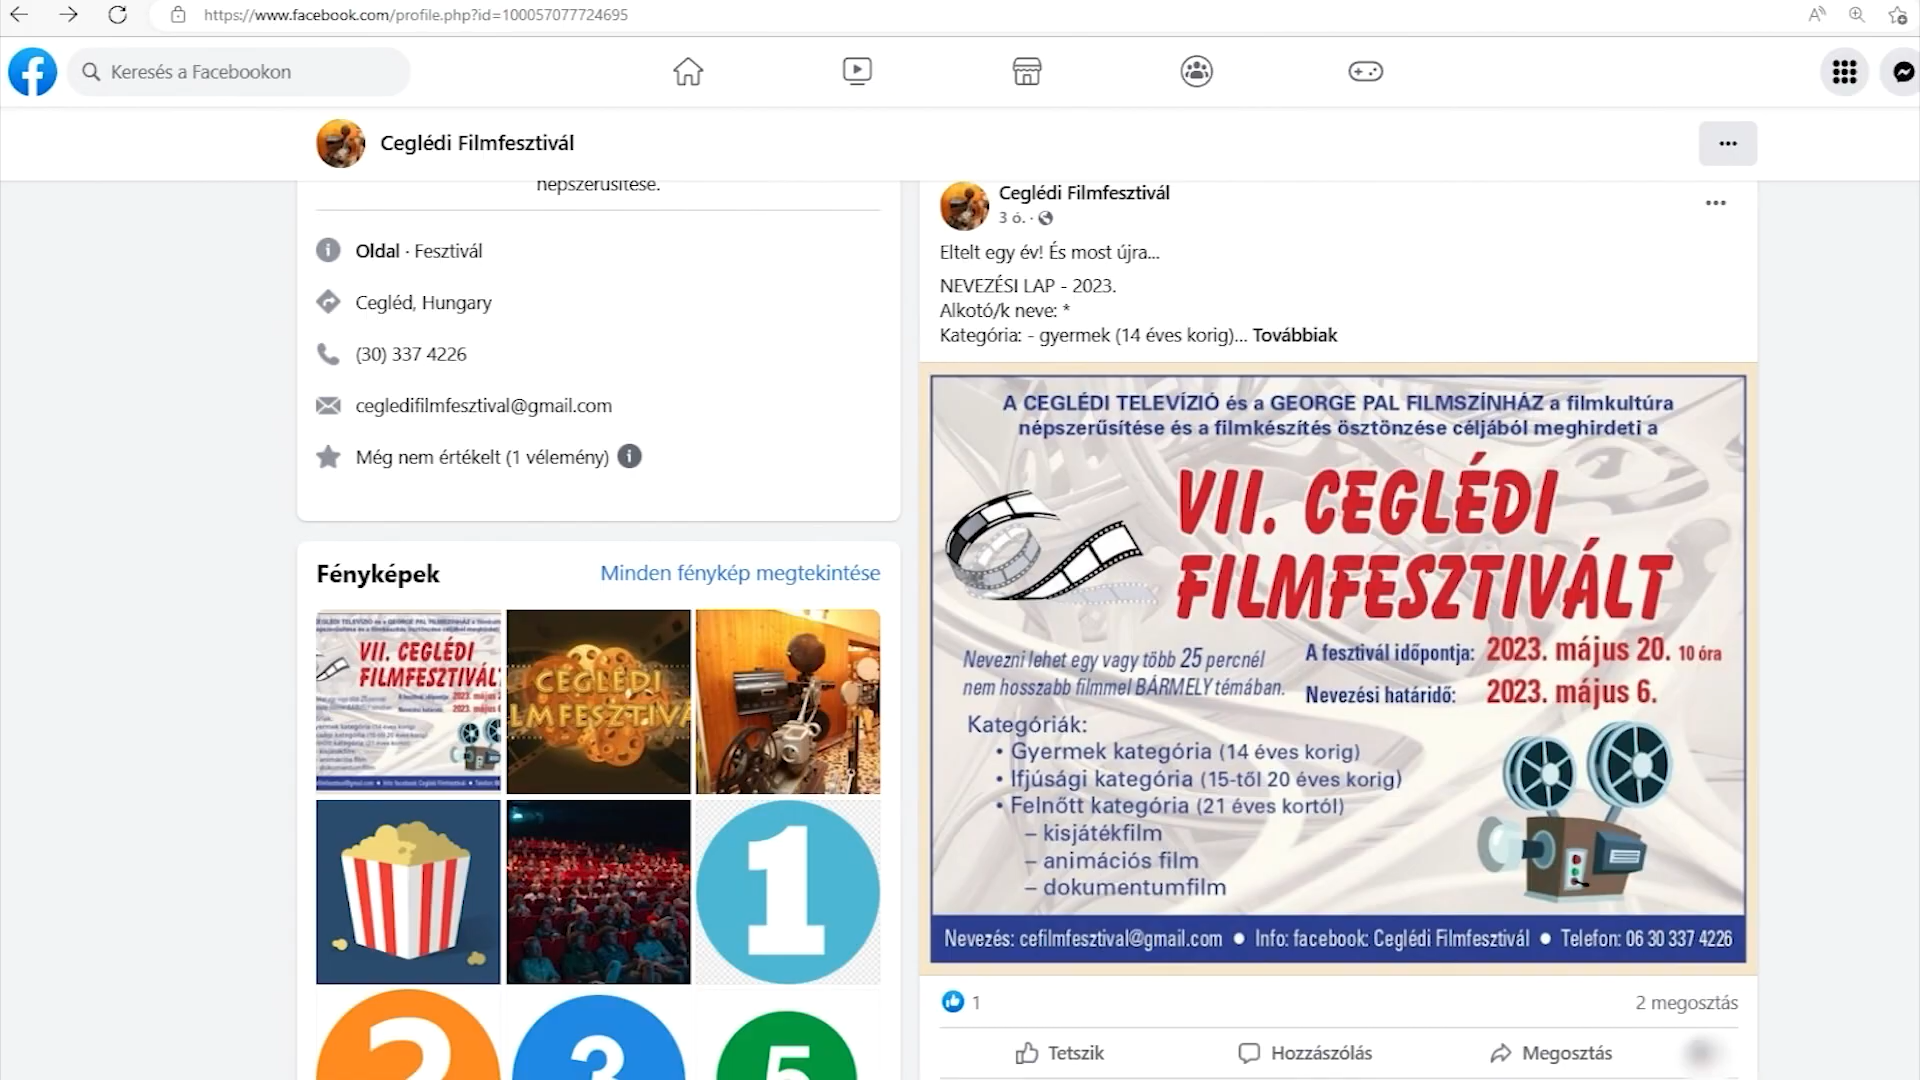 https://www.facebook.com/profile.php?id=100057077724695
Keresés a Facebookon
Ceglédi Filmfesztivál
népszerűsítése.
Oldal · Fesztivál
Cegléd, Hungary
(30) 337 4226
cegledifilmfesztival@gmail.com
Még nem értékelt (1 vélemény)
Fényképek
Minden fénykép megtekintése
VII. CEGLÉDI
FILMFESZTIVÁLT
CEGLÉDI
LMFESZTIVÁ
1
2
3
5
Ceglédi Filmfesztivál
3 ó. ·
Eltelt egy év! És most újra...
NEVEZÉSI LAP - 2023.
Alkotó/k neve: *
Kategória: - gyermek (14 éves korig)... Továbbiak
A CEGLÉDI TELEVÍZIÓ és a GEORGE PAL FILMSZÍNHÁZ a filmkultúra
népszerűsítése és a filmkészítés ösztönzése céljából meghirdeti a
VII. CEGLÉDI
FILMFESZTIVÁLT
Nevezni lehet egy vagy több 25 percnél
nem hosszabb filmmel BÁRMELY témában.
A fesztivál időpontja: 2023. május 20. 10 óra
Nevezési határidő: 2023. május 6.
Kategóriák:
• Gyermek kategória (14 éves korig)
• Ifjúsági kategória (15-től 20 éves korig)
• Felnőtt kategória (21 éves kortól)
– kisjátékfilm
– animációs film
– dokumentumfilm
Nevezés: cefilmfesztival@gmail.com • Info: facebook: Ceglédi Filmfesztivál • Telefon: 06 30 337 4226
1
2 megosztás
Tetszik
Hozzászólás
Megosztás